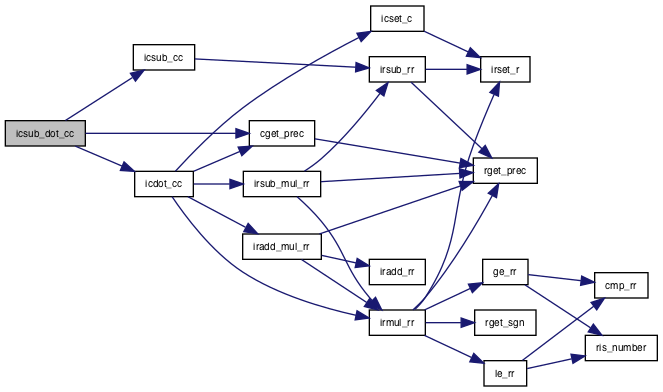 icsub_dot_cc
icsub_cc
icdot_cc
icset_c
irsub_rr
cget_prec
irsub_mul_rr
iradd_mul_rr
iradd_rr
irmul_rr
irset_r
rget_prec
ge_rr
rget_sgn
le_rr
cmp_rr
ris_number